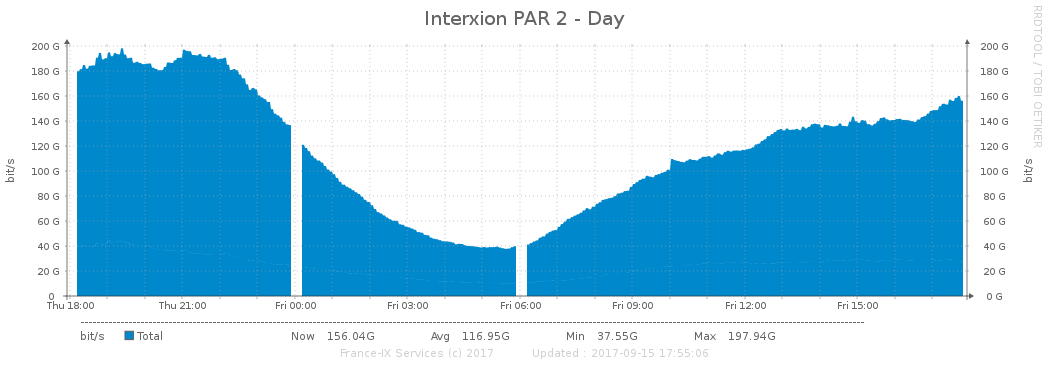 Interxion PAR 2 - Day
RRDTOOL / TOBI OETIKER
bit/s
200 G
180 G
160 G
140 G
120 G
100 G
80 G
60 G
40 G
20 G
0
200 G
180 G
160 G
140 G
120 G
100 G
80 G
60 G
40 G
20 G
0 G
bit/s
Thu 18:00 Thu 21:00 Fri 00:00 Fri 03:00 Fri 06:00 Fri 09:00 Fri 12:00 Fri 15:00
bit/s Total Now 156.04G Avg 116.95G Min 37.55G Max 197.94G
France-IX Services (c) 2017 Updated : 2017-09-15 17:55:06